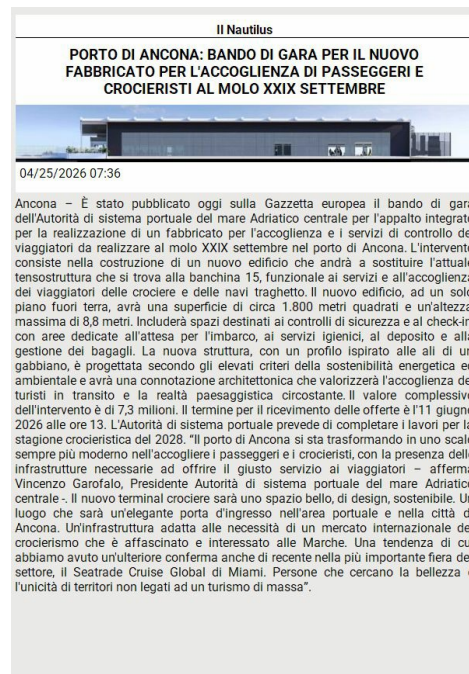 Il Nautilus
PORTO DI ANCONA: BANDO DI GARA PER IL NUOVO
FABBRICATO PER L'ACCOGLIENZA DI PASSEGGERI E
CROCIERISTI AL MOLO XXIX SETTEMBRE
04/25/2026 07:36
Ancona – È stato pubblicato oggi sulla Gazzetta europea il bando di gara
dell'Autorità di sistema portuale del mare Adriatico centrale per l'appalto integrato
per la realizzazione di un fabbricato per l'accoglienza e i servizi di controllo dei
viaggiatori da realizzare al molo XXIX settembre nel porto di Ancona. L'intervento
consiste nella costruzione di un nuovo edificio che andrà a sostituire l'attuale
tensostruttura che si trova alla banchina 15, funzionale ai servizi e all'accoglienza
dei viaggiatori delle crociere e delle navi traghetto. Il nuovo edificio, ad un solo
piano fuori terra, avrà una superficie di circa 1.800 metri quadrati e un'altezza
massima di 8,8 metri. Includerà spazi destinati ai controlli di sicurezza e al check-in
con aree dedicate all'attesa per l'imbarco, ai servizi igienici, al deposito e alla
gestione dei bagagli. La nuova struttura, con un profilo ispirato alle ali di un
gabbiano, è progettata secondo gli elevati criteri della sostenibilità energetica ed
ambientale e avrà una connotazione architettonica che valorizzerà l'accoglienza dei
turisti in transito e la realtà paesaggistica circostante. Il valore complessivo
dell'intervento è di 7,3 milioni. Il termine per il ricevimento delle offerte è l'11 giugno
2026 alle ore 13. L'Autorità di sistema portuale prevede di completare i lavori per la
stagione crocieristica del 2028. “Il porto di Ancona si sta trasformando in uno scalo
sempre più moderno nell'accogliere i passeggeri e i crocieristi, con la presenza delle
infrastrutture necessarie ad offrire il giusto servizio ai viaggiatori – afferma
Vincenzo Garofalo, Presidente Autorità di sistema portuale del mare Adriatico
centrale -. Il nuovo terminal crociere sarà uno spazio bello, di design, sostenibile. Un
luogo che sarà un'elegante porta d'ingresso nell'area portuale e nella città di
Ancona. Un'infrastruttura adatta alle necessità di un mercato internazionale del
crocierismo che è affascinato e interessato alle Marche. Una tendenza di cui
abbiamo avuto un'ulteriore conferma anche di recente nella più importante fiera del
settore, il Seatrade Cruise Global di Miami. Persone che cercano la bellezza e
l'unicità di territori non legati ad un turismo di massa”.